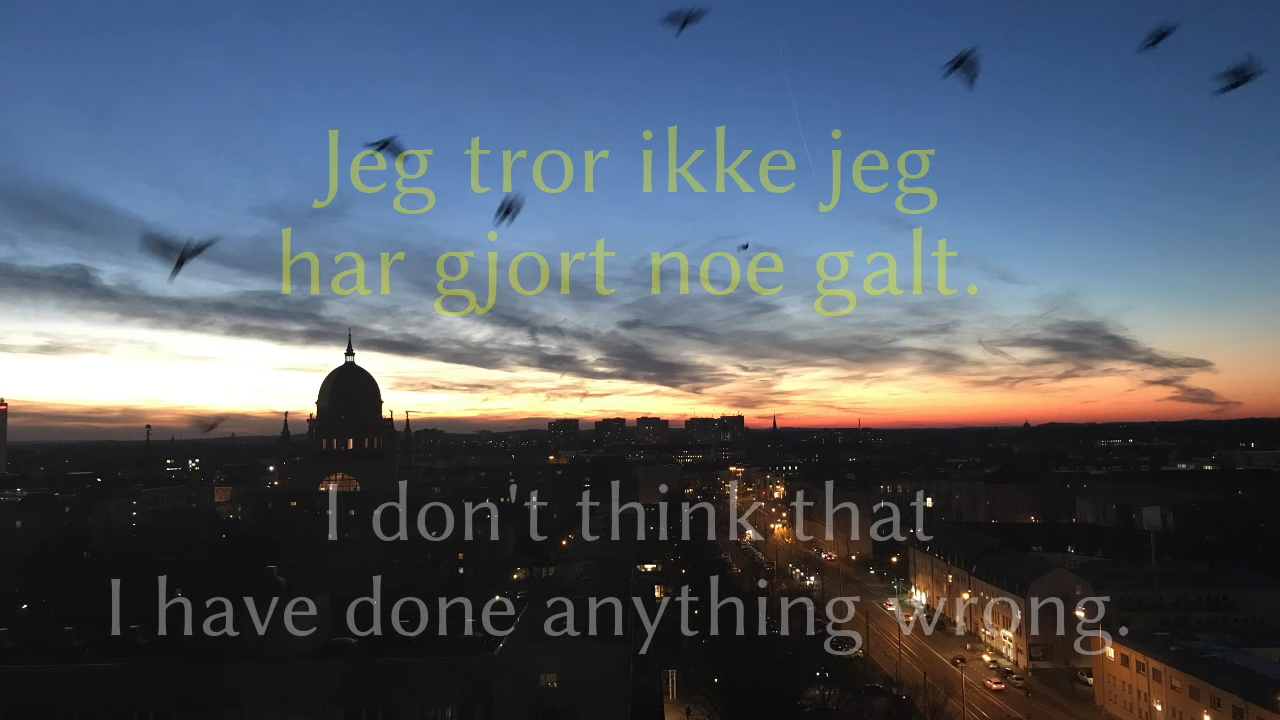 Jeg tror ikke jeg
har gjort noe galt.
I don't think that
I have done anything wrong.